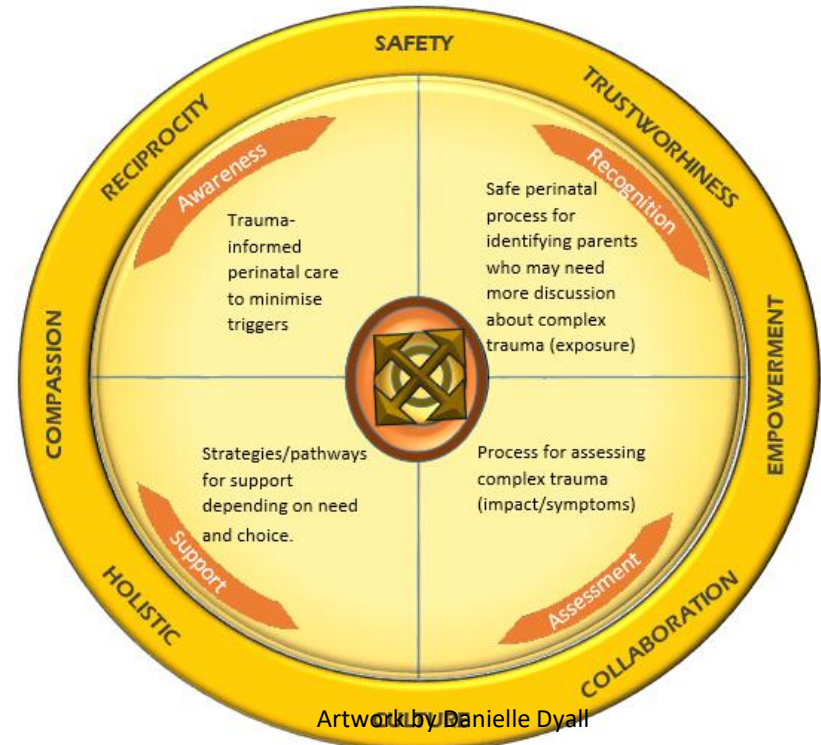 SAFETY
TRUSTWORHINESS
EMPOWERMENT
COLLABORATION
CULTURE
HOLISTIC
COMPASSION
RECIPROCITY
Awareness
Trauma-
informed
perinatal care
to minimise
triggers
Recognition
Safe perinatal
process for
identifying parents
who may need
more discussion
about complex
trauma (exposure)
Strategies/pathways
for support
depending on need
and choice.
Support
Process for assessing
complex trauma
(impact/symptoms)
Assessment
Artwork by Danielle Dyall